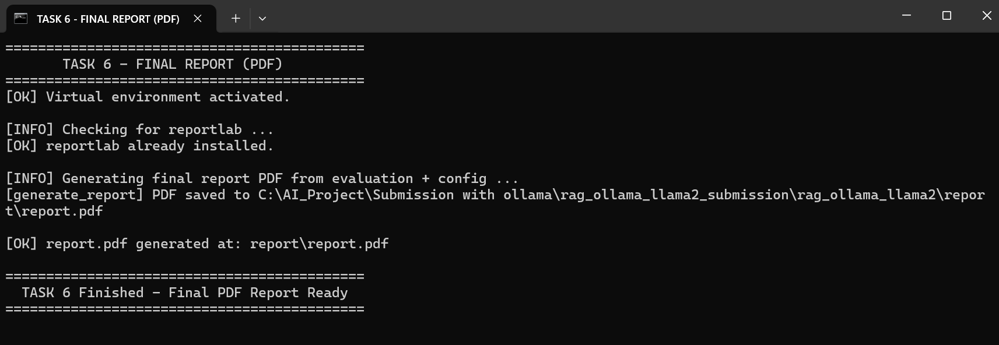 TASK 6 - FINAL REPORT (PDF)
============================================
TASK 6 - FINAL REPORT (PDF)
============================================
[OK] Virtual environment activated.
[INFO] Checking for reportlab ...
[OK] reportlab already installed.
[INFO] Generating final report PDF from evaluation + config ...
[generate_report] PDF saved to C:\AI_Project\Submission with ollama\rag_ollama_llama2_submission\rag_ollama_llama2\repor
t\report.pdf
[OK] report.pdf generated at: report\report.pdf
============================================
TASK 6 Finished - Final PDF Report Ready
============================================